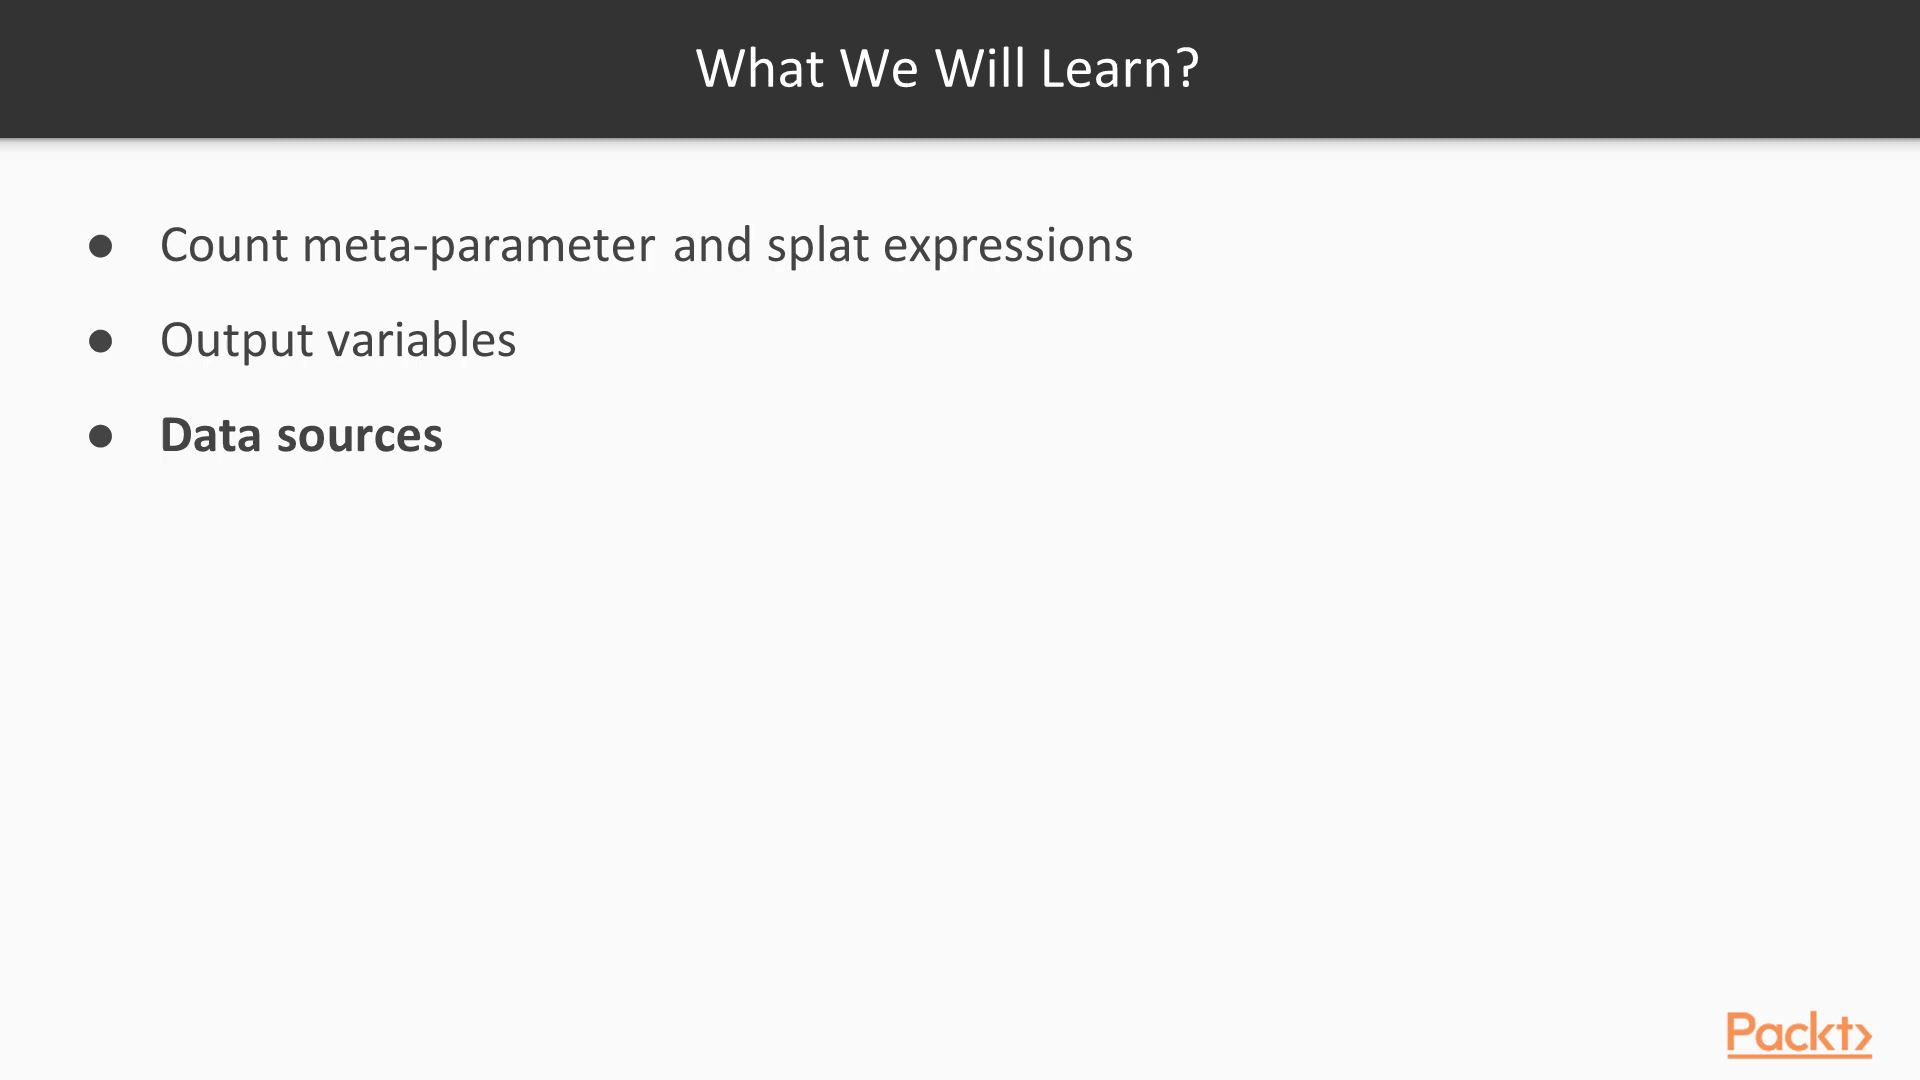 What We Will Learn?
● Count meta-parameter and splat expressions
● Output variables
● Data sources
Packt>